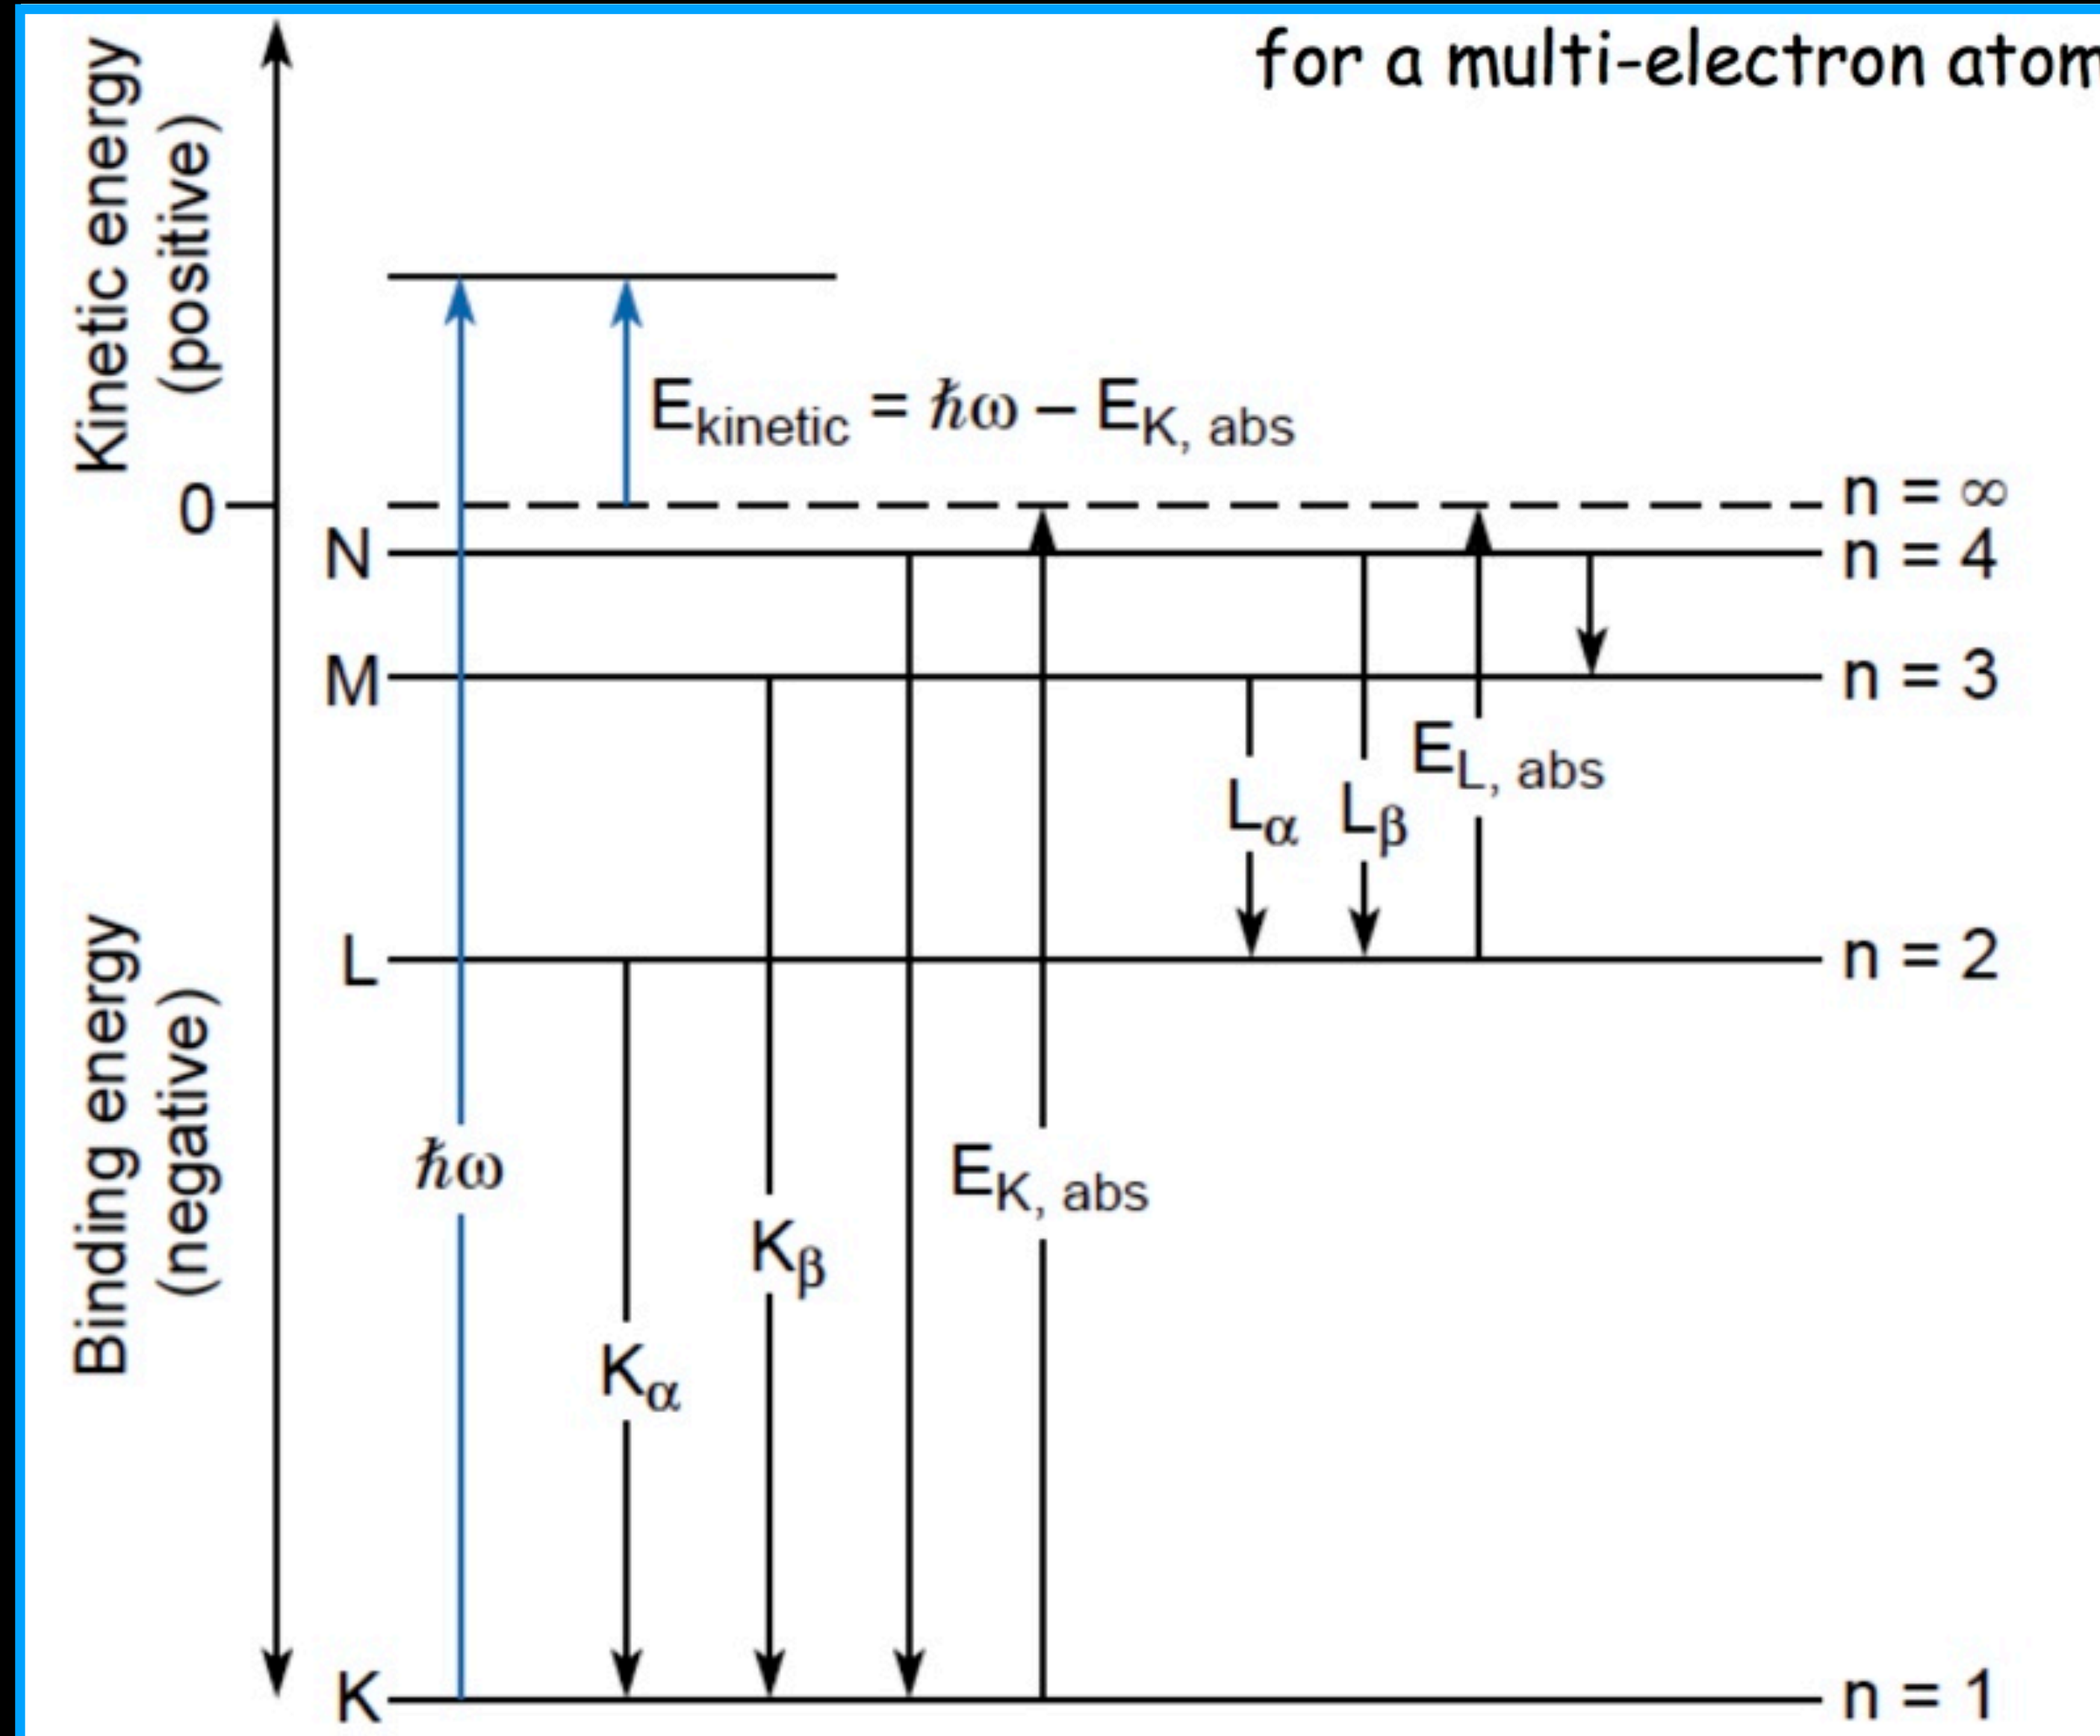 for a multi-electron atom
Kinetic energy
(positive)
E_kinetic = ℏω – E_K, abs
0
n = ∞
N
n = 4
M
n = 3
E_L, abs
L_α
L_β
L
n = 2
Binding energy
(negative)
ℏω
E_K, abs
K_β
K_α
K
n = 1